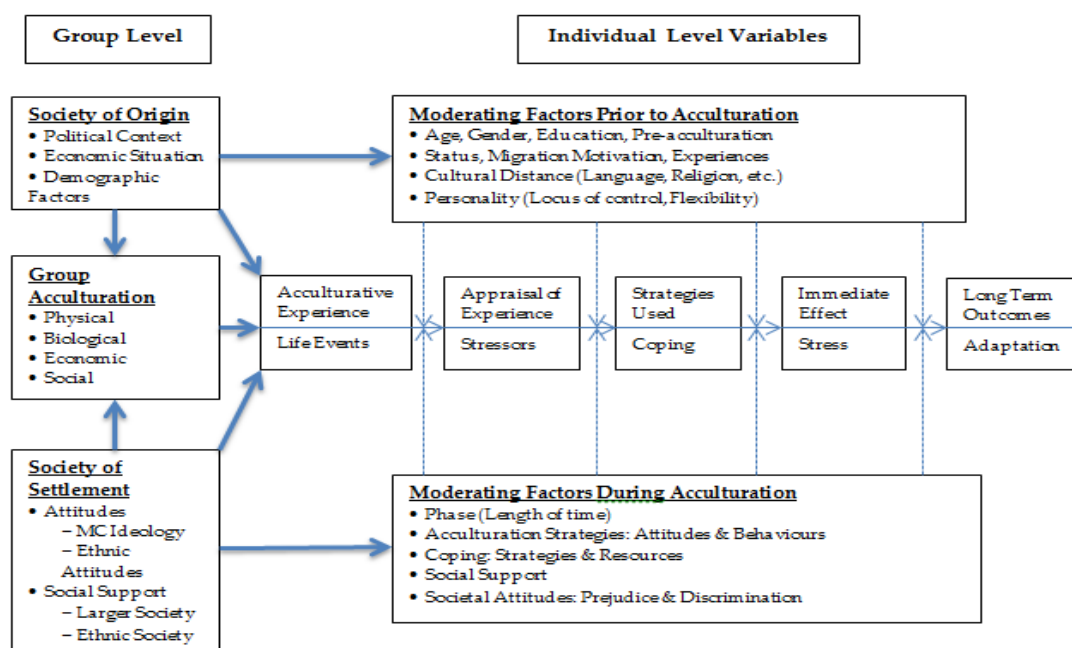 Group Level
Individual Level Variables
Society of Origin
• Political Context
• Economic Situation
• Demographic
Factors
Moderating Factors Prior to Acculturation
• Age, Gender, Education, Pre-acculturation
• Status, Migration Motivation, Experiences
• Cultural Distance (Language, Religion, etc.)
• Personality (Locus of control, Flexibility)
Group
Acculturation
• Physical
• Biological
• Economic
• Social
Acculturative
Experience
Life Events
Appraisal of
Experience
Stressors
Strategies
Used
Coping
Immediate
Effect
Stress
Long Term
Outcomes
Adaptation
Society of
Settlement
• Attitudes
– MC Ideology
– Ethnic
Attitudes
• Social Support
– Larger Society
– Ethnic Society
Moderating Factors During Acculturation
• Phase (Length of time)
• Acculturation Strategies: Attitudes & Behaviours
• Coping: Strategies & Resources
• Social Support
• Societal Attitudes: Prejudice & Discrimination